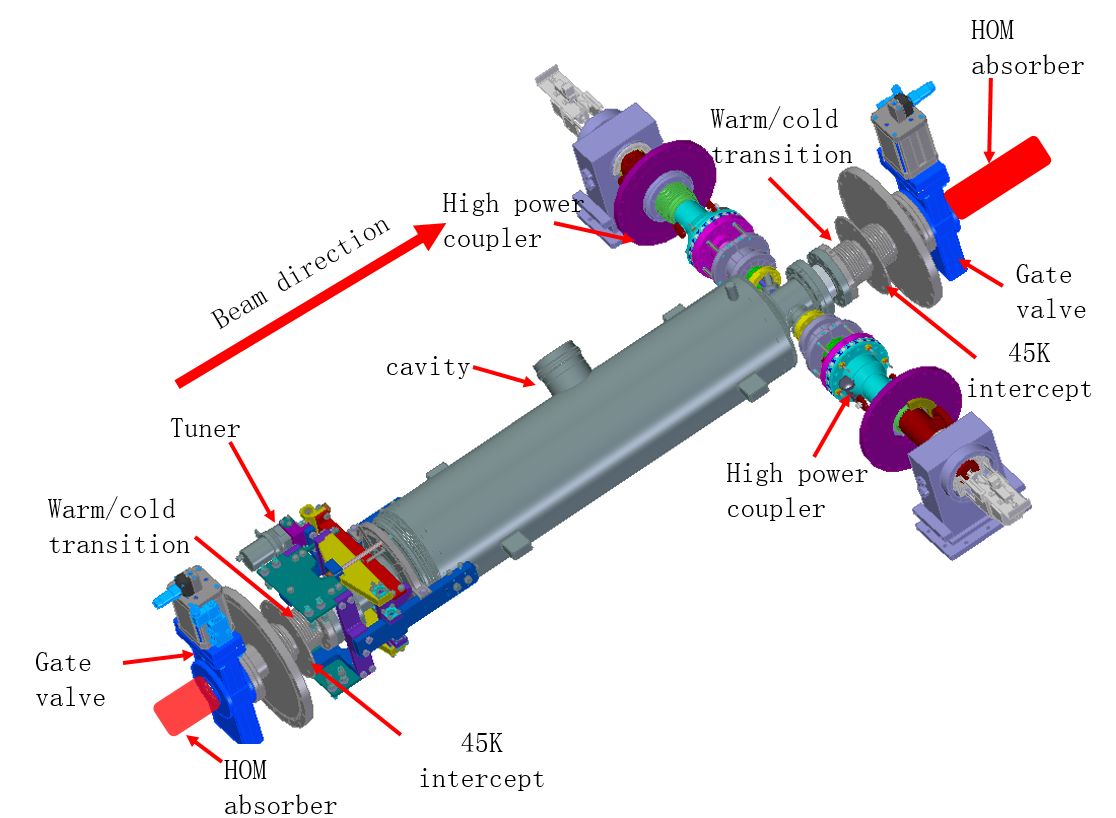 HOM
absorber
Warm/cold
transition
High power
coupler
Beam direction
Gate
valve
45K
intercept
cavity
Tuner
High power
coupler
Warm/cold
transition
Gate
valve
45K
intercept
HOM
absorber